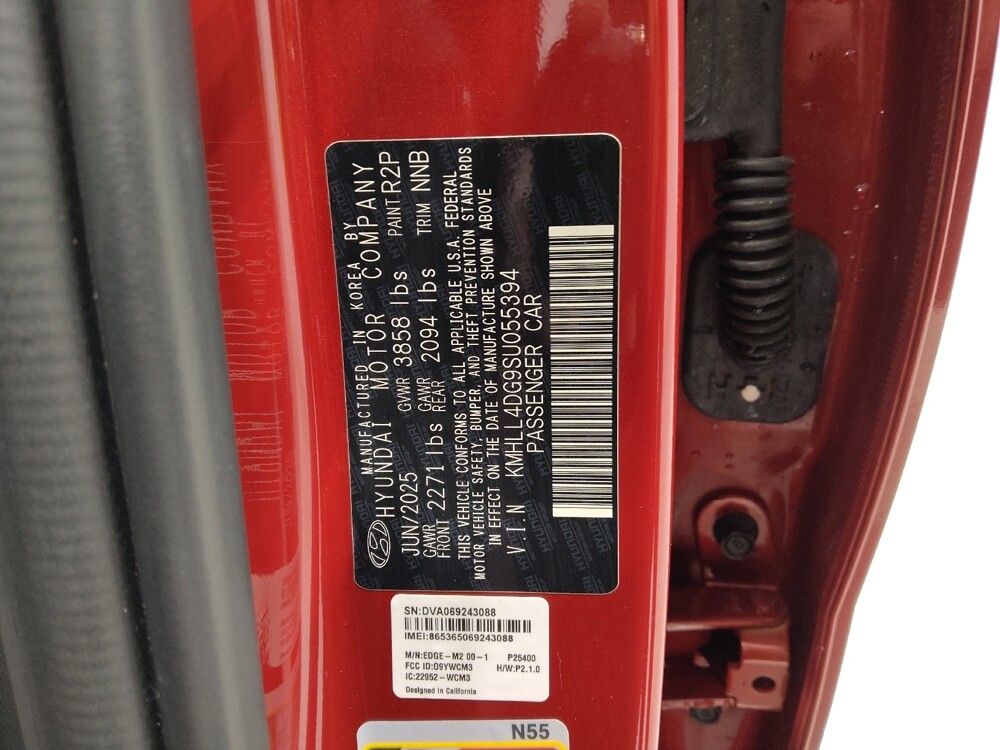 MANUFACTURED IN KOREA BY
HYUNDAI MOTOR COMPANY
JUN/2025 GVWR 3858 lbs PAINT R2P
GAWR FRONT 2271 lbs GAWR REAR 2094 lbs TRIM NNB
THIS VEHICLE CONFORMS TO ALL APPLICABLE U.S.A. FEDERAL
MOTOR VEHICLE SAFETY, BUMPER, AND THEFT PREVENTION STANDARDS
IN EFFECT ON THE DATE OF MANUFACTURE SHOWN ABOVE
V.I.N KMHLL4DG9SU055394
PASSENGER CAR
SN:DVA069243088
IMEI:865365069243088
M/N:EDGE-M2 00-1 P25400
FCC ID:O9YWCM3 H/W:P2.1.0
IC:22952-WCM3
Designed in California
N55